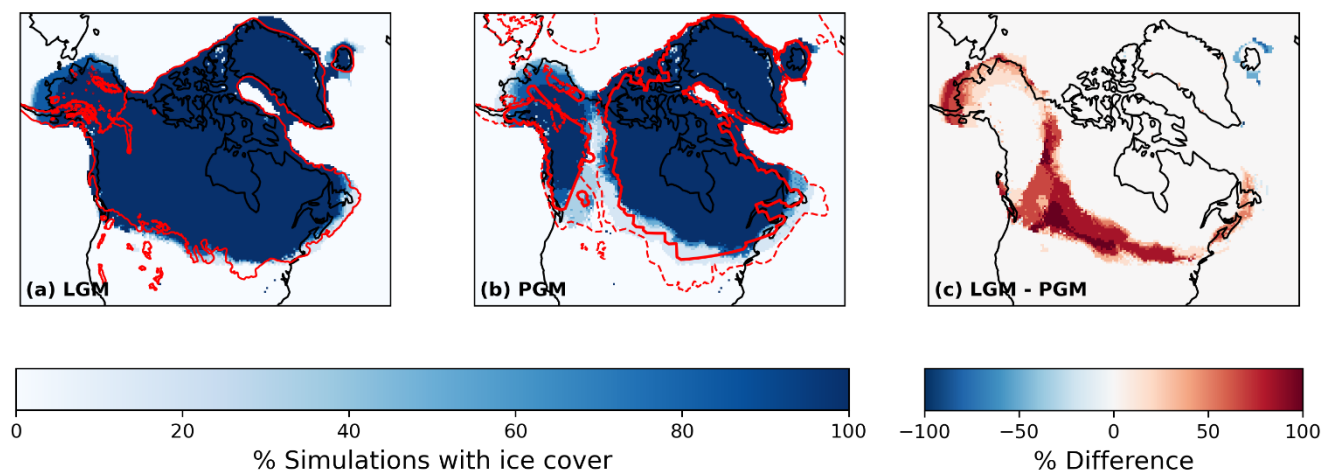 (a) LGM
(b) PGM
(c) LGM - PGM
0 20 40 60 80 100
% Simulations with ice cover
−100 −50 0 50 100
% Difference